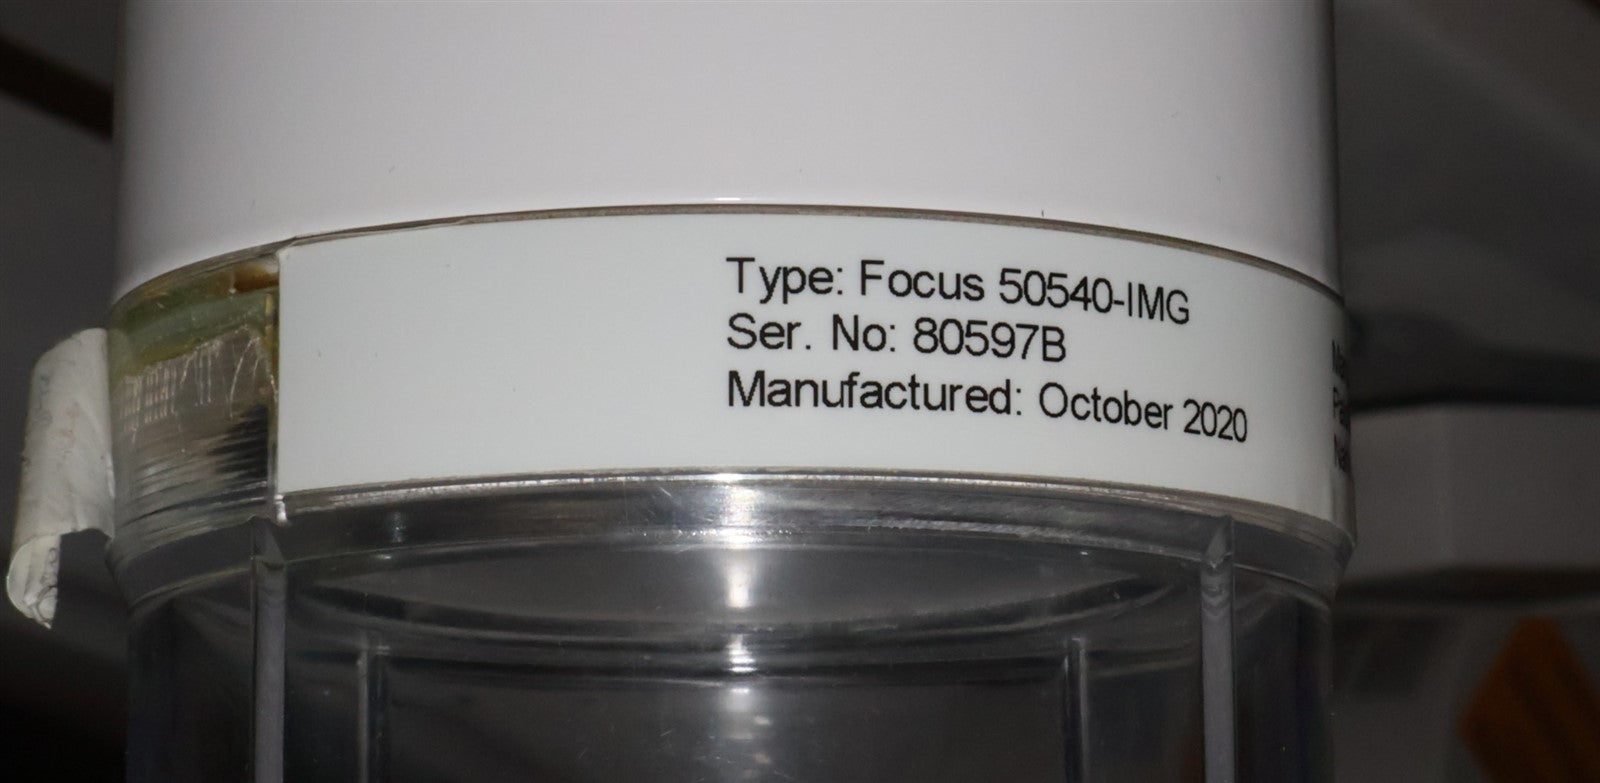 Type: Focus 50540-IMG
Ser. No: 80597B
Manufactured: October 2020